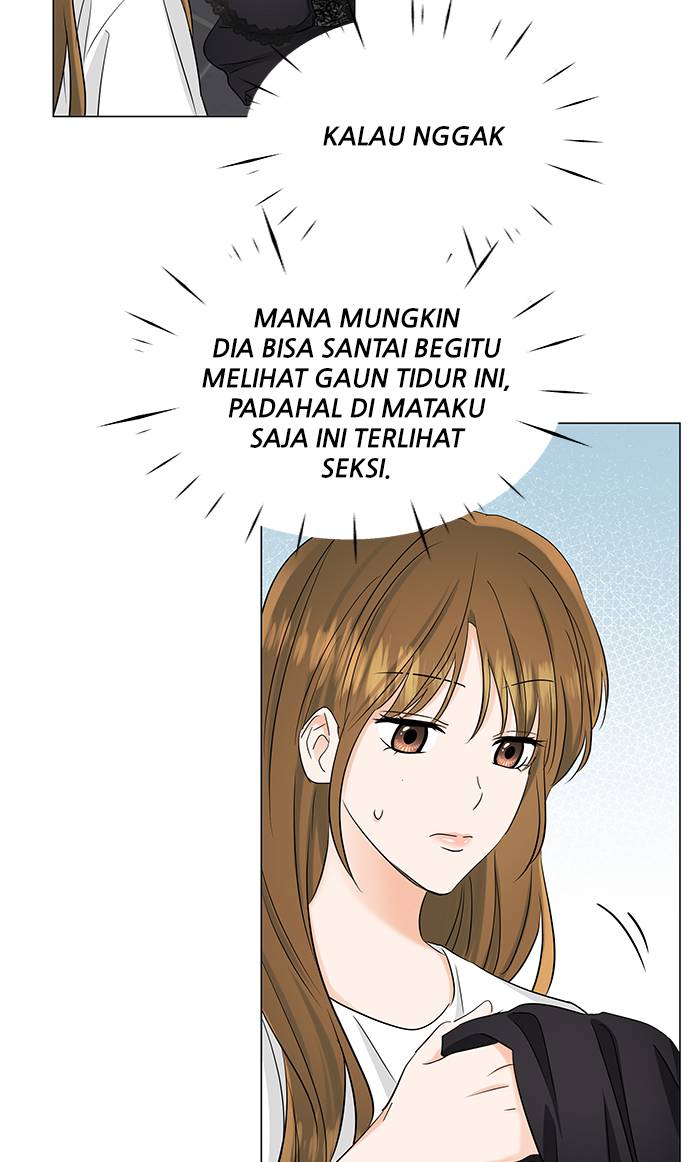 KALAU NGGAK
MANA MUNGKIN
DIA BISA SANTAI BEGITU
MELIHAT GAUN TIDUR INI,
PADAHAL DI MATAKU
SAJA INI TERLIHAT
SEKSI.